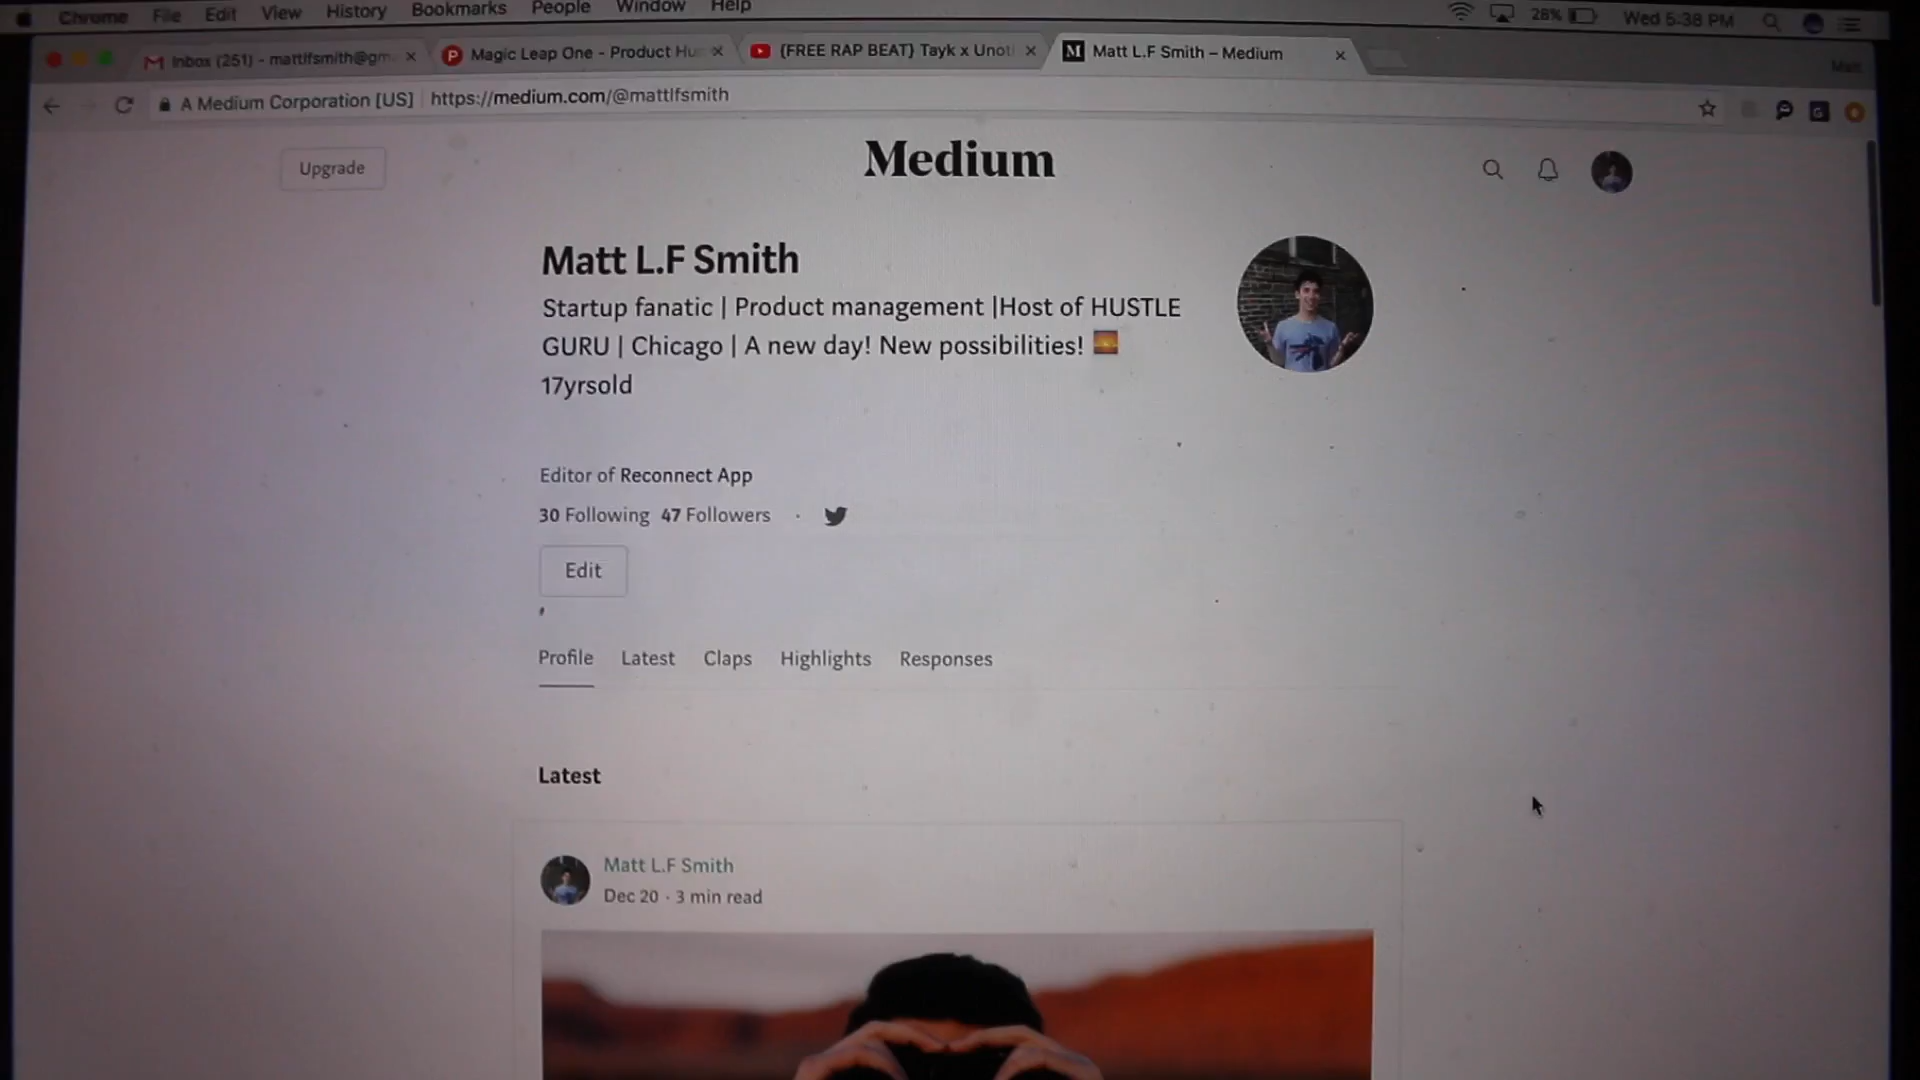 Chrome File Edit View History Bookmarks People Window Help 28% Wed 5:38 PM
Inbox (251) - mattlfsmith@gm Magic Leap One - Product Hu (FREE RAP BEAT) Tayk x Unoti Matt L.F Smith – Medium Matt
A Medium Corporation [US] https://medium.com/@mattlfsmith
Upgrade Medium
Matt L.F Smith
Startup fanatic | Product management |Host of HUSTLE
GURU | Chicago | A new day! New possibilities!
17yrsold
Editor of Reconnect App
30 Following 47 Followers
Edit
Profile Latest Claps Highlights Responses
Latest
Matt L.F Smith
Dec 20 · 3 min read